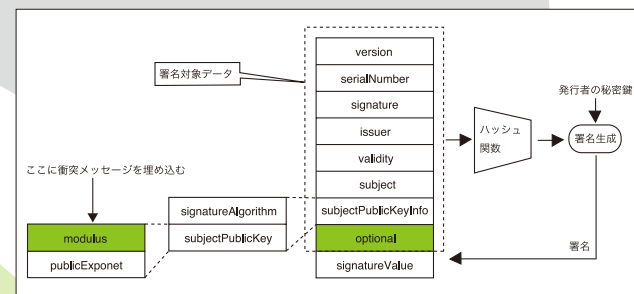 署名対象データ
version
serialNumber
signature
issuer
validity
subject
subjectPublicKeyInfo
optional
signatureValue
ハッシュ
関数
発行者の秘密鍵
署名生成
署名
ここに衝突メッセージを埋め込む
signatureAlgorithm
subjectPublicKey
modulus
publicExponet